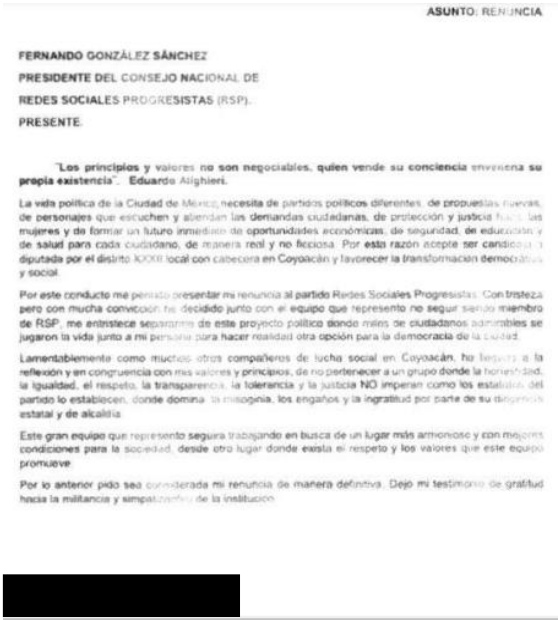 ASUNTO: RENUNCIA
FERNANDO GONZÁLEZ SÁNCHEZ
PRESIDENTE DEL CONSEJO NACIONAL DE
REDES SOCIALES PROGRESISTAS (RSP).
PRESENTE.
"Los principios y valores no son negociables, quien vende su conciencia envenena su
propia existencia". Eduardo Alighieri.
La vida política de la Ciudad de México, necesita de partidos políticos diferentes, de propuestas nuevas,
de personajes que escuchen y atiendan las demandas ciudadanas, de protección y justicia hacia las
mujeres y de formar un futuro inmediato de oportunidades económicas, de seguridad, de educación y
de salud para cada ciudadano, de manera real y no ficciosa. Por esta razón acepte ser candidata a
diputada por el distrito XXXII local con cabecera en Coyoacán y favorecer la transformación democrática
y social.
Por este conducto me permito presentar mi renuncia al partido Redes Sociales Progresistas. Con tristeza
pero con mucha convicción he decidido junto con el equipo que represento no seguir siendo miembro
de RSP, me entristece separarme de este proyecto político donde miles de ciudadanos admirables se
jugaron la vida junto a mi persona para hacer realidad otra opción para la democracia de la ciudad.
Lamentablemente como muchos otros compañeros de lucha social en Coyoacán, he llegado a la
reflexión y en congruencia con mis valores y principios, de no pertenecer a un grupo donde la honestidad,
la igualdad, el respeto, la transparencia, la tolerancia y la justicia NO imperan como los estatutos del
partido lo establecen, donde domina la misoginia, los engaños y la ingratitud por parte de su dirigencia
estatal y de alcaldía.
Este gran equipo que represento seguira trabajando en busca de un lugar más armonioso y con mejores
condiciones para la sociedad, desde otro lugar donde exista el respeto y los valores que este equipo
promueve.
Por lo anterior pido sea considerada mi renuncia de manera definitiva. Dejo mi testimonio de gratitud
hacia la militancia y simpatizantes de la institución.